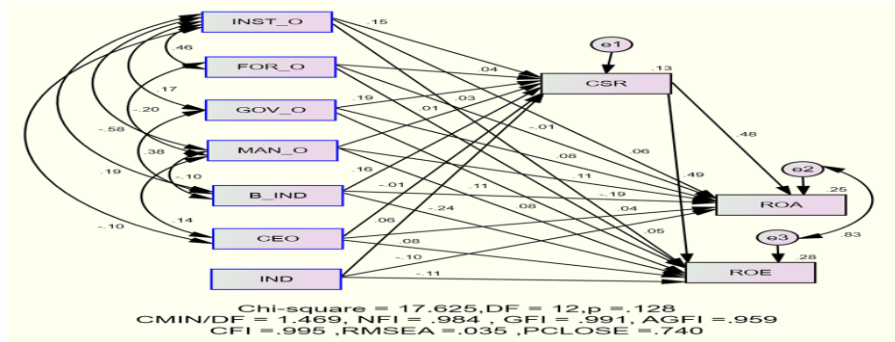 INST_O
.15
e1
.46
FOR_O
.04
CSR
.13
.17
.19
.03
.01
GOV_O
-.20
-.01
-.58
MAN_O
.08
.06
.48
.38
.16
.11
.49
e2
.19
-.10
B_IND
-.01
.11
-.19
.25
ROA
-.24
.08
.04
-.10
.14
CEO
.06
.05
e3
.83
.08
-.10
.28
IND
-.11
ROE
Chi-square = 17.625,DF = 12,p =.128
CMIN/DF = 1.469, NFI = .984 , GFI = .991, AGFI =.959
CFI =.995 ,RMSEA =.035 ,PCLOSE =.740